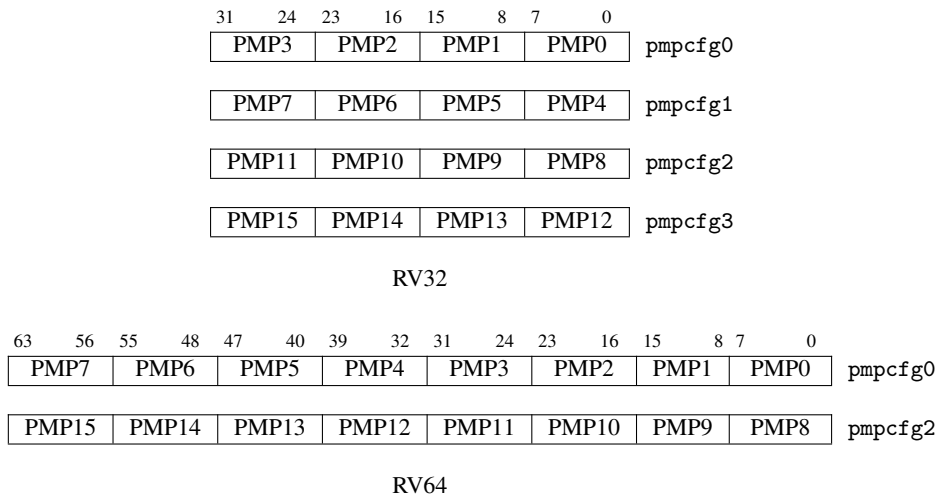 31 24 23 16 15 8 7 0
PMP3 PMP2 PMP1 PMP0 pmpcfg0
PMP7 PMP6 PMP5 PMP4 pmpcfg1
PMP11 PMP10 PMP9 PMP8 pmpcfg2
PMP15 PMP14 PMP13 PMP12 pmpcfg3
RV32
63 56 55 48 47 40 39 32 31 24 23 16 15 8 7 0
PMP7 PMP6 PMP5 PMP4 PMP3 PMP2 PMP1 PMP0 pmpcfg0
PMP15 PMP14 PMP13 PMP12 PMP11 PMP10 PMP9 PMP8 pmpcfg2
RV64